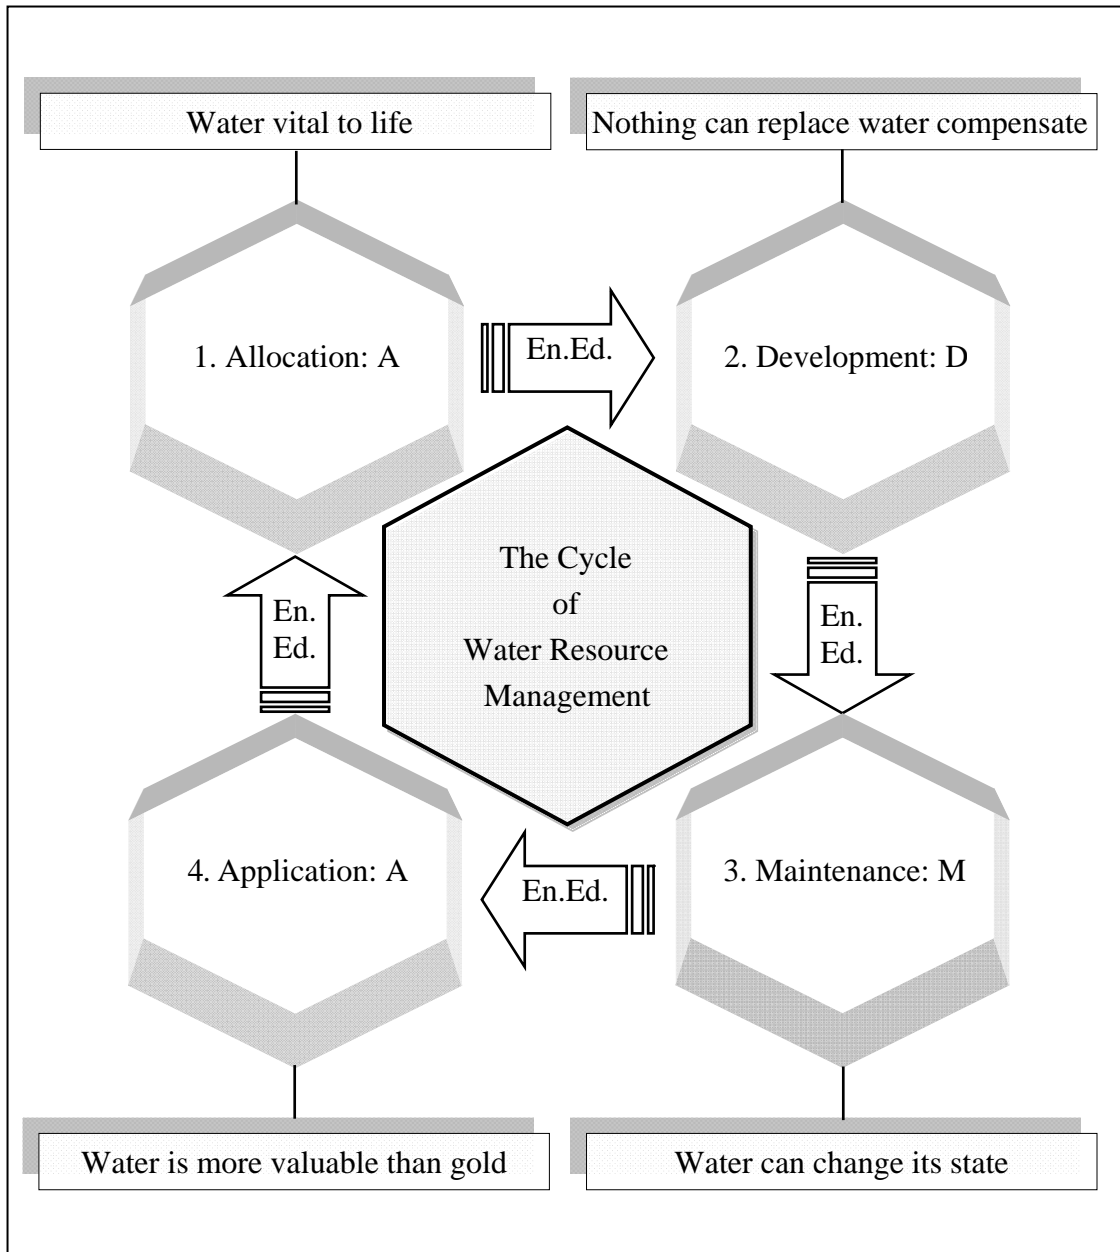 Water vital to life
Nothing can replace water compensate
1. Allocation: A
En.Ed.
2. Development: D
The Cycle
of
Water Resource
Management
En.
Ed.
En.
Ed.
4. Application: A
En.Ed.
3. Maintenance: M
Water is more valuable than gold
Water can change its state